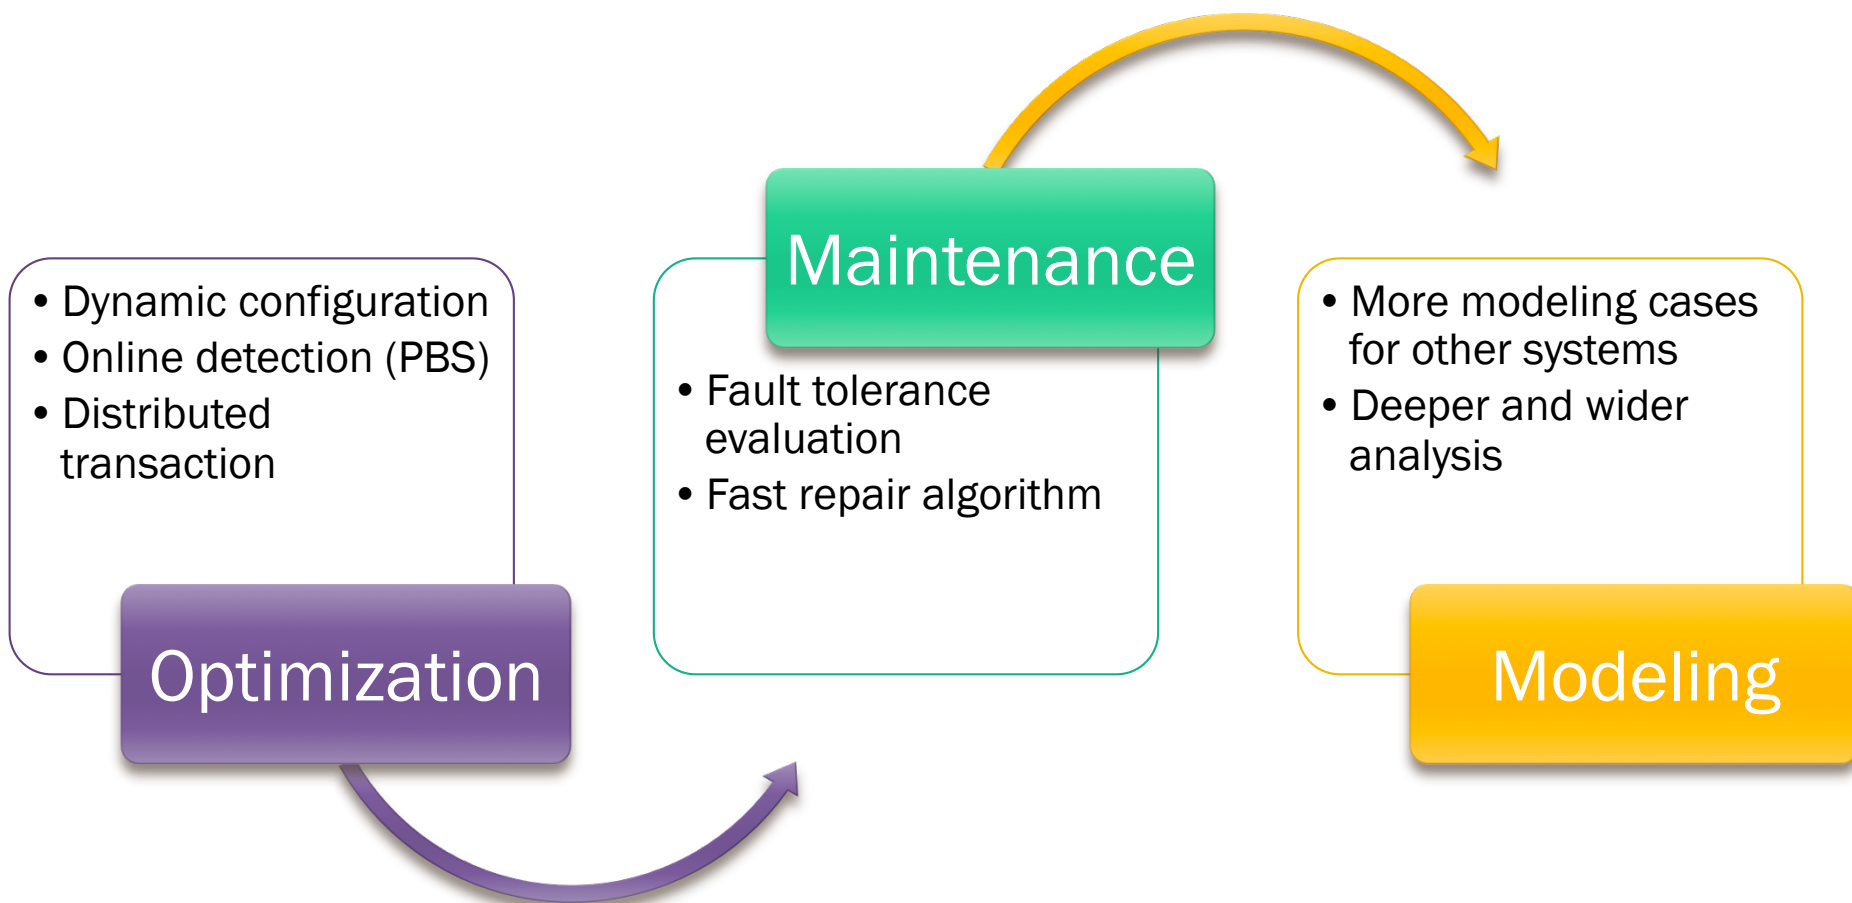 • Dynamic configuration
• Online detection (PBS)
• Distributed
transaction
Optimization
Maintenance
• Fault tolerance
evaluation
• Fast repair algorithm
• More modeling cases
for other systems
• Deeper and wider
analysis
Modeling